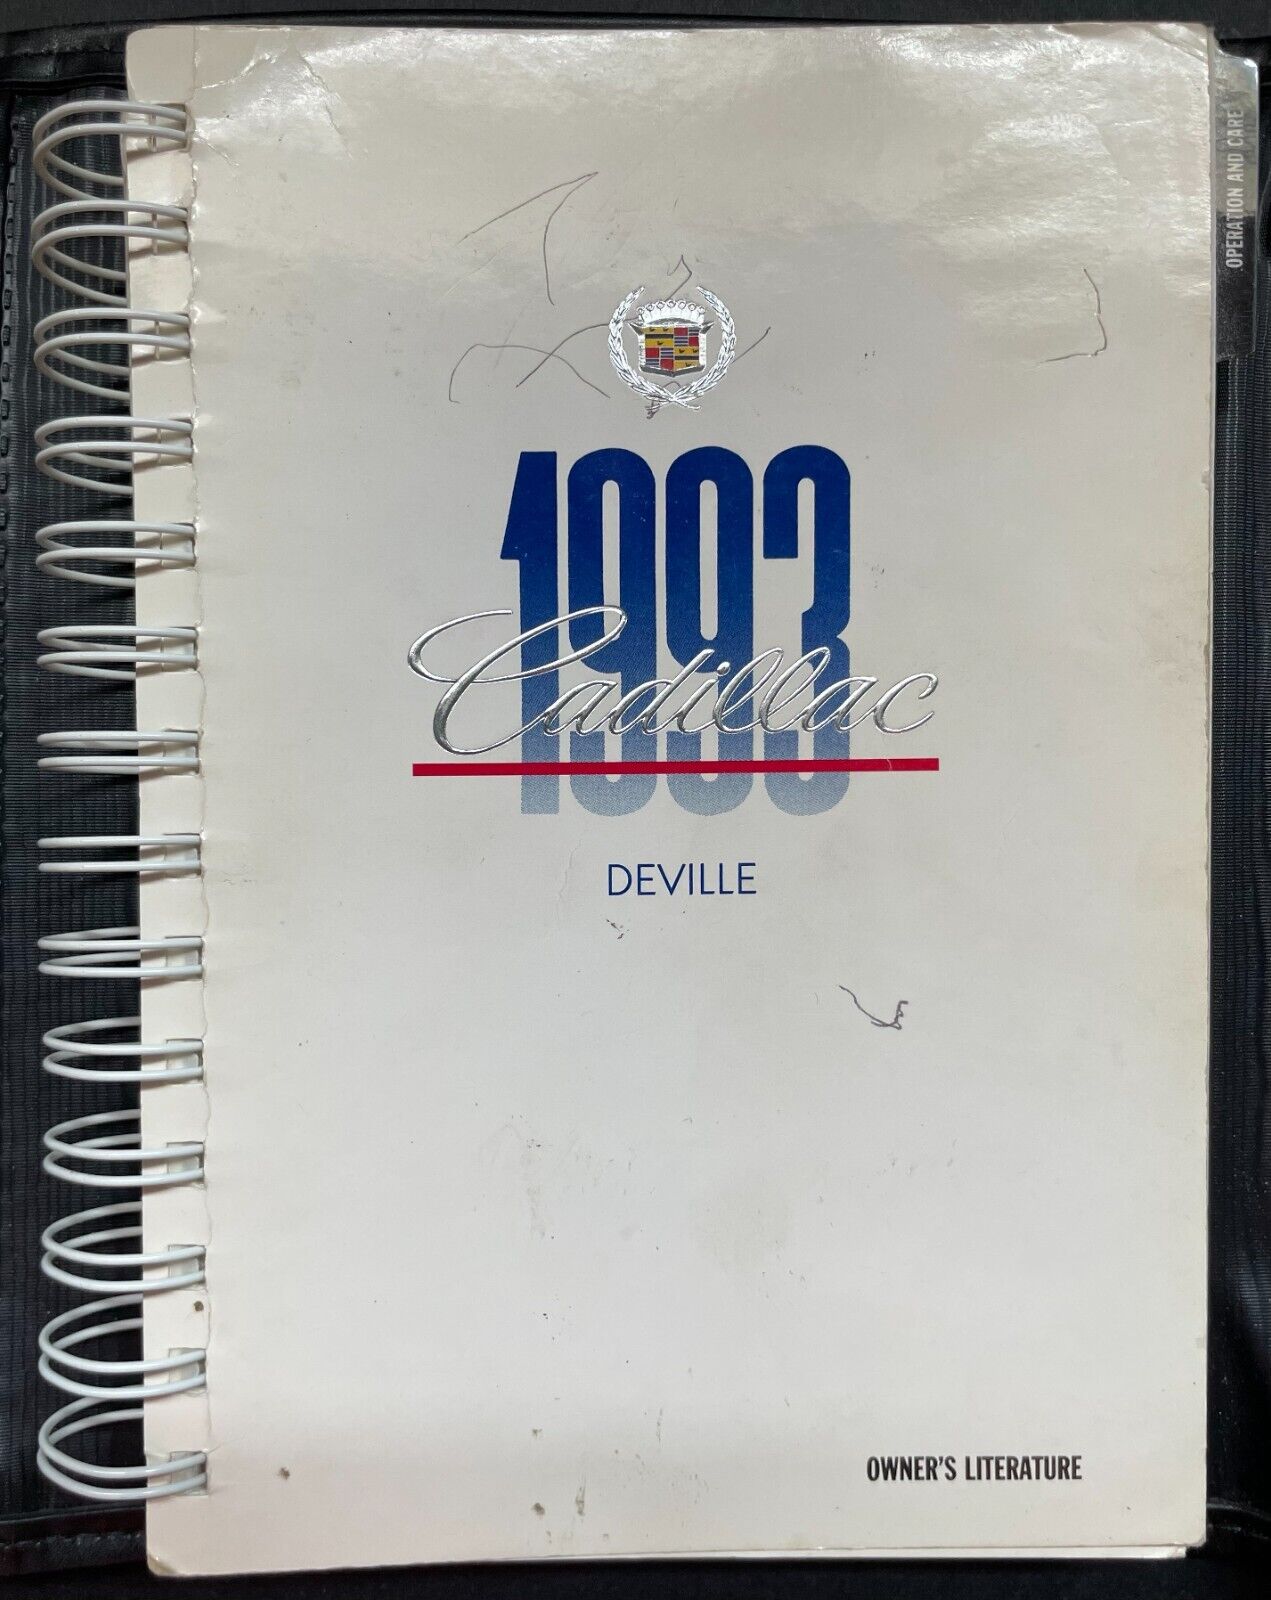 OPERATION AND CARE
1993
Cadillac
DEVILLE
OWNER'S LITERATURE